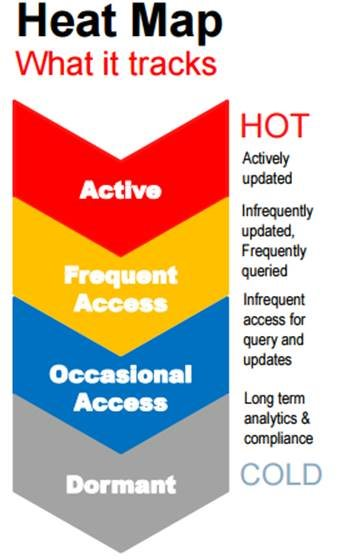 Heat Map
What it tracks
HOT
Active
Actively
updated
Frequent
Access
Infrequently
updated,
Frequently
queried
Occasional
Access
Infrequent
access for
query and
updates
Dormant
Long term
analytics &
compliance
COLD